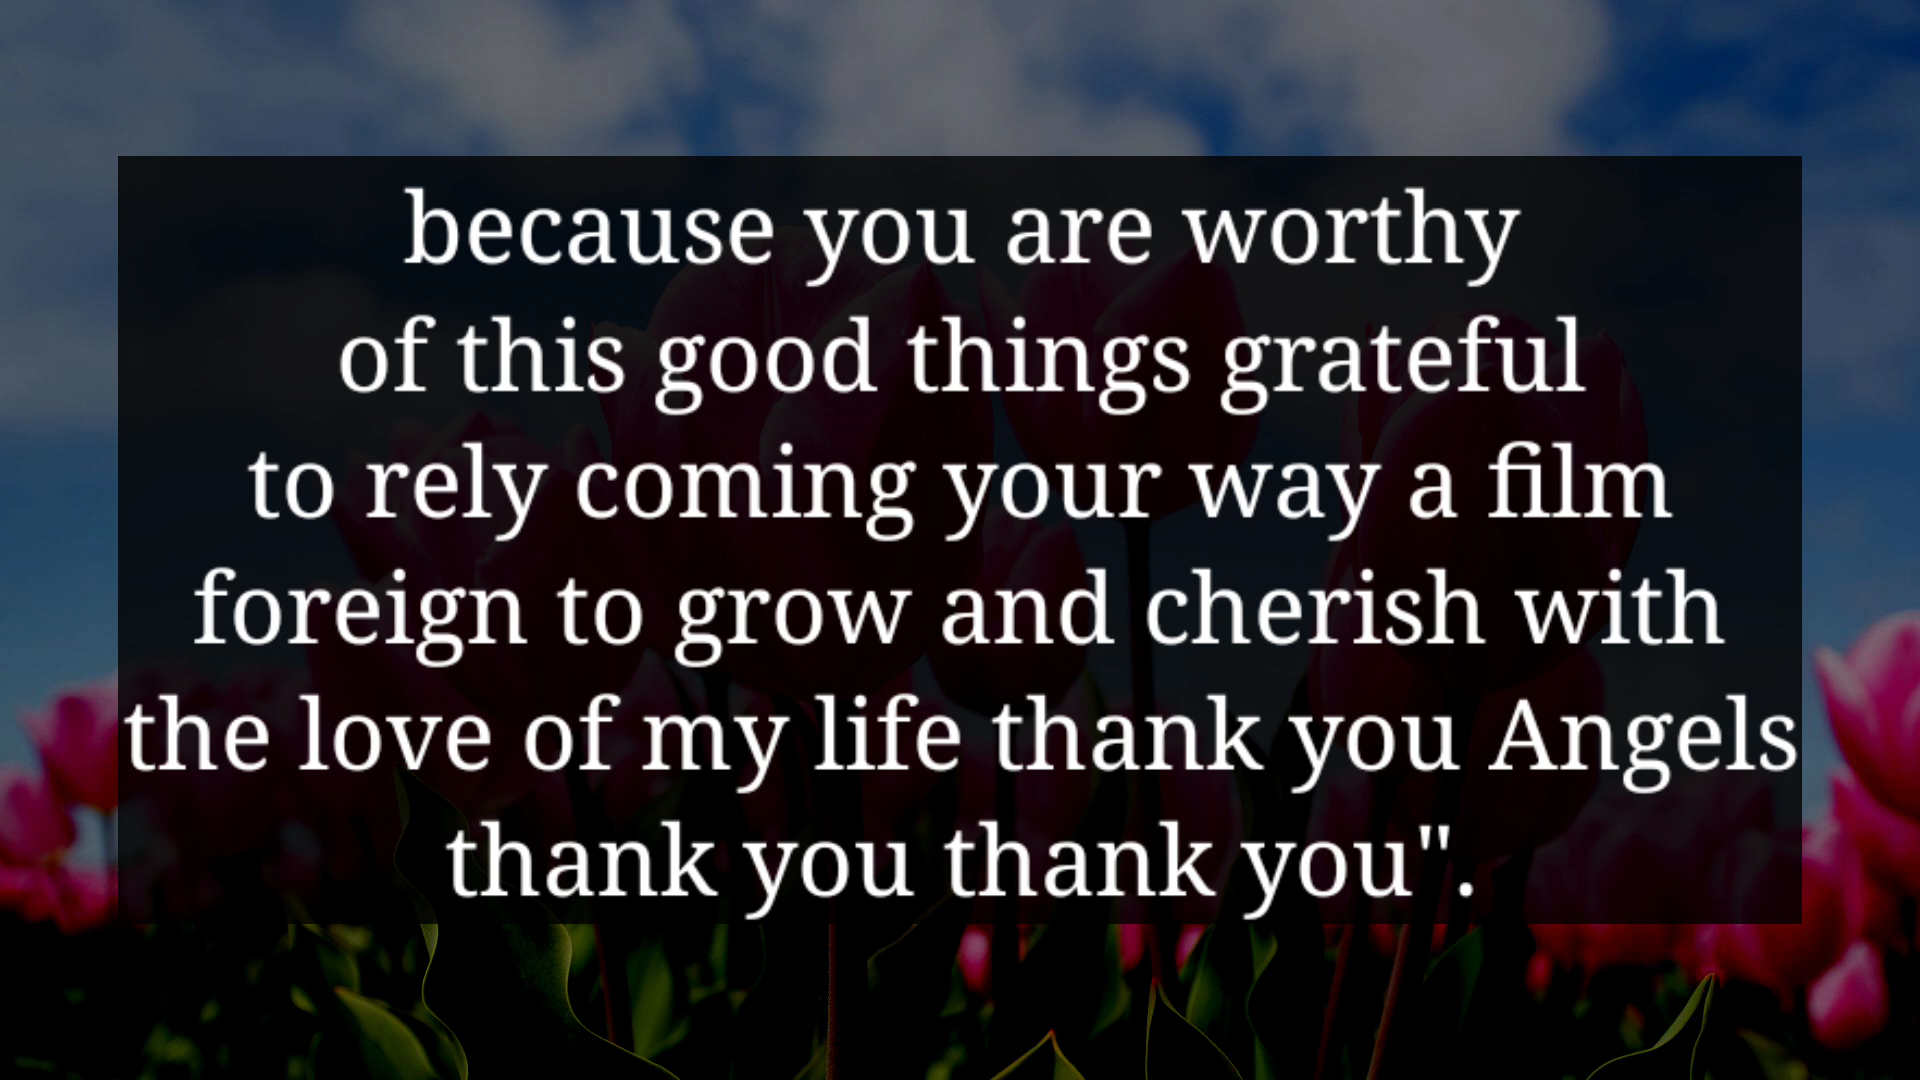 because you are worthy
of this good things grateful
to rely coming your way a film
foreign to grow and cherish with
the love of my life thank you Angels
thank you thank you".